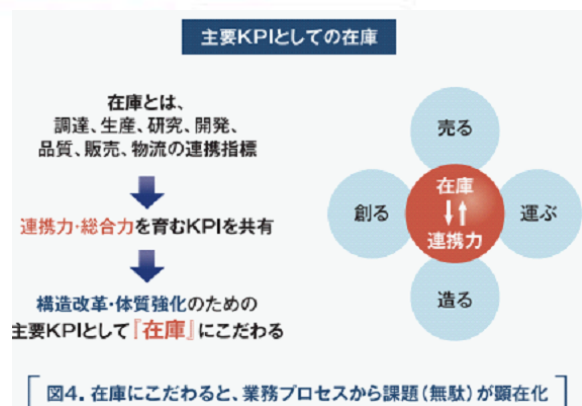 主要KPIとしての在庫
在庫とは、
調達、生産、研究、開発、
品質、販売、物流の連携指標
連携力・総合力を育むKPIを共有
構造改革・体質強化のための
主要KPIとして『在庫』にこだわる
売る
創る
在庫
連携力
運ぶ
造る
図4. 在庫にこだわると、業務プロセスから課題(無駄)が顕在化